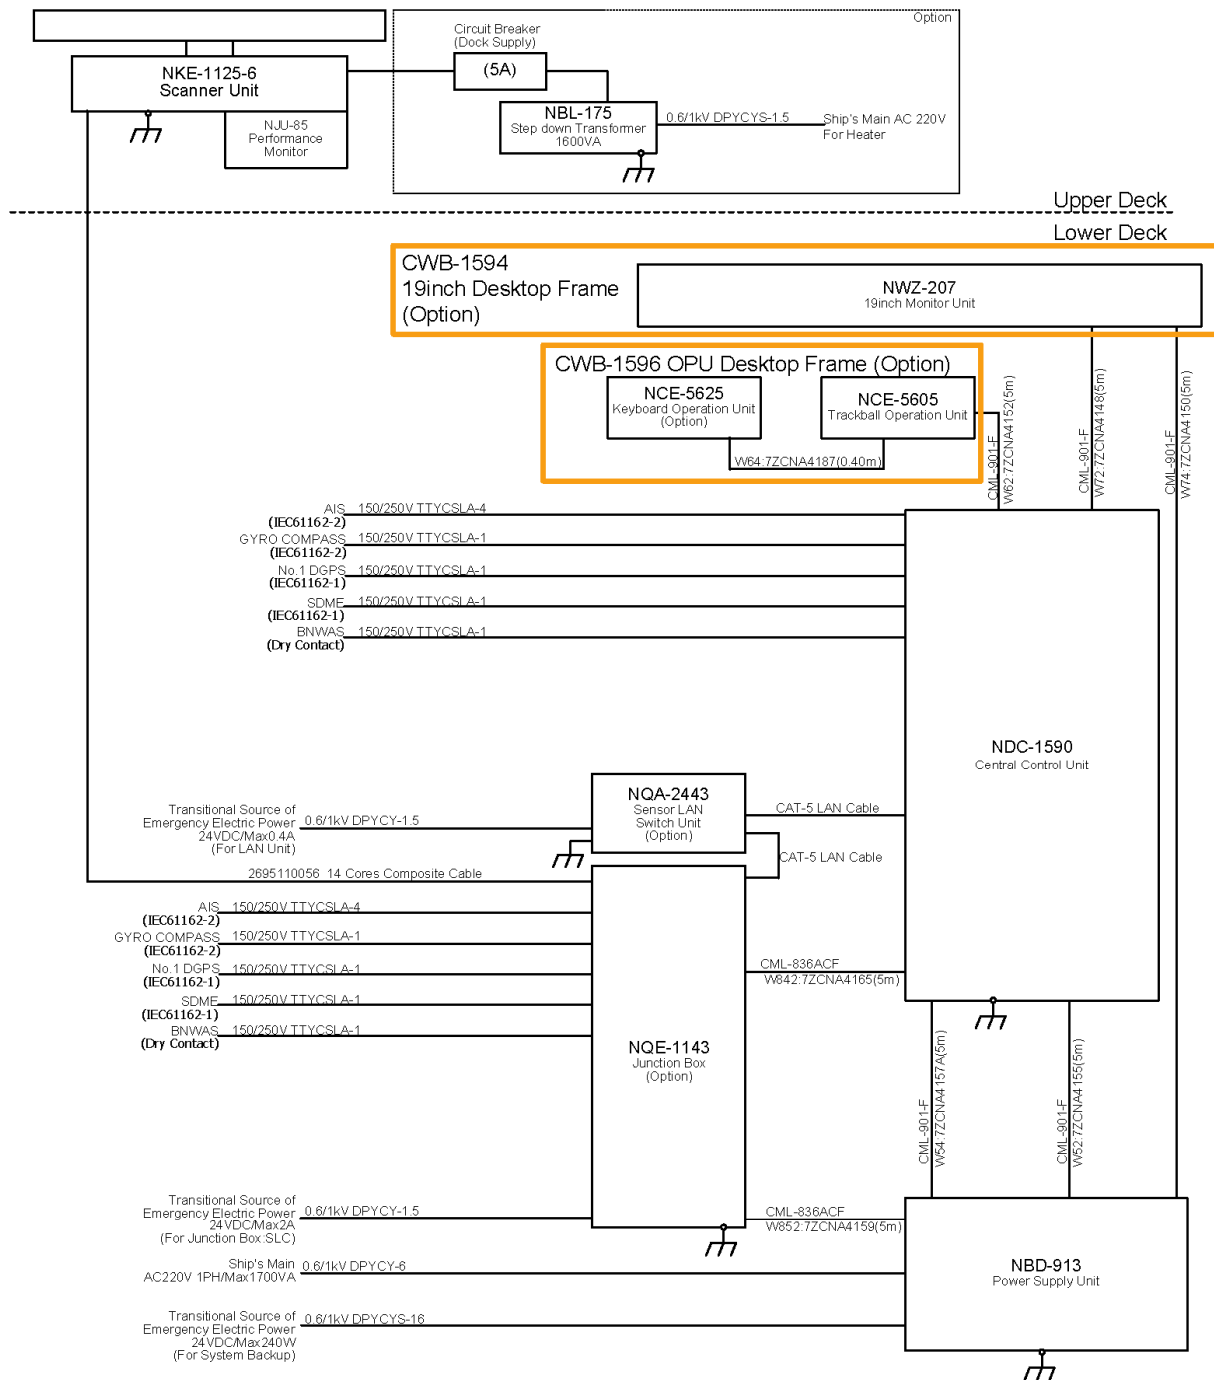 Option
Circuit Breaker
(Dock Supply)
(5A)
NKE-1125-6
Scanner Unit
NJU-85
Performance
Monitor
NBL-175
Step down Transformer
1600VA
0.6/1kV DPYCYS-1.5
Ship's Main AC 220V
For Heater
Upper Deck
Lower Deck
CWB-1594
19inch Desktop Frame
(Option)
NWZ-207
19inch Monitor Unit
CWB-1596 OPU Desktop Frame (Option)
NCE-5625
Keyboard Operation Unit
(Option)
NCE-5605
Trackball Operation Unit
W64:7ZCNA4187(0.40m)
CML-901-F
W62:7ZCNA4152(5m)
CML-901-F
W72:7ZCNA4148(5m)
CML-901-F
W74:7ZCNA4150(5m)
AIS 150/250V TTYCSLA-4
(IEC61162-2)
GYRO COMPASS 150/250V TTYCSLA-1
(IEC61162-2)
No.1 DGPS 150/250V TTYCSLA-1
(IEC61162-1)
SDME 150/250V TTYCSLA-1
(IEC61162-1)
BNWAS 150/250V TTYCSLA-1
(Dry Contact)
NDC-1590
Central Control Unit
NQA-2443
Sensor LAN
Switch Unit
(Option)
CAT-5 LAN Cable
CAT-5 LAN Cable
Transitional Source of
Emergency Electric Power
24VDC/Max0.4A
(For LAN Unit)
0.6/1kV DPYCY-1.5
2695110056 14 Cores Composite Cable
AIS 150/250V TTYCSLA-4
(IEC61162-2)
GYRO COMPASS 150/250V TTYCSLA-1
(IEC61162-2)
No.1 DGPS 150/250V TTYCSLA-1
(IEC61162-1)
SDME 150/250V TTYCSLA-1
(IEC61162-1)
BNWAS 150/250V TTYCSLA-1
(Dry Contact)
CML-836ACF
W842:7ZCNA4165(5m)
NQE-1143
Junction Box
(Option)
CML-901-F
W54:7ZCNA4157A(5m)
CML-901-F
W52:7ZCNA4155(5m)
Transitional Source of
Emergency Electric Power
24VDC/Max2A
(For Junction Box:SLC)
0.6/1kV DPYCY-1.5
CML-836ACF
W852:7ZCNA4159(5m)
Ship's Main
AC220V 1PH/Max1700VA
0.6/1kV DPYCY-6
NBD-913
Power Supply Unit
Transitional Source of
Emergency Electric Power
24VDC/Max240W
(For System Backup)
0.6/1kV DPYCYS-16